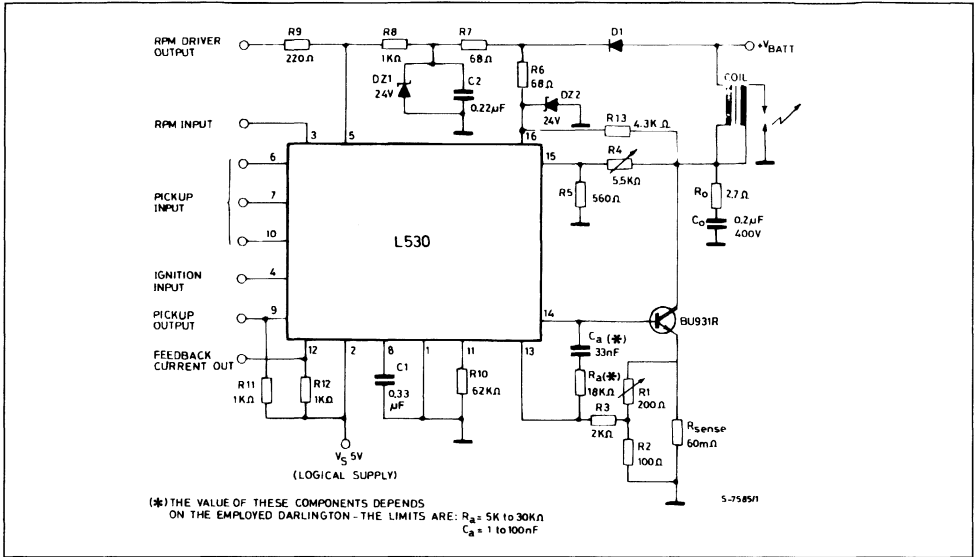 RPM DRIVER
OUTPUT
R9
220Ω
R8
1KΩ
R7
68Ω
D1
+VBATT
DZ1
24V
C2
0.22µF
R6
68Ω
DZ2
24V
COIL
RPM INPUT
R13
4.3KΩ
3
5
16
6
15
R4
5.5KΩ
PICKUP
INPUT
7
R5
560Ω
Ro
2.7Ω
Co
0.2µF
400V
10
L530
IGNITION
INPUT
4
PICKUP
OUTPUT
9
14
BU931R
FEEDBACK
CURRENT OUT
12
2
8
1
11
13
Ca (*)
33nF
R11
1KΩ
R12
1KΩ
C1
0.33
µF
R10
62KΩ
Ra(*)
18KΩ
R3
2KΩ
R1
200Ω
R2
100Ω
Rsense
60mΩ
VS 5V
(LOGICAL SUPPLY)
S-7585/1
(*) THE VALUE OF THESE COMPONENTS DEPENDS
ON THE EMPLOYED DARLINGTON - THE LIMITS ARE: Ra = 5K to 30KΩ
Ca = 1 to 100nF